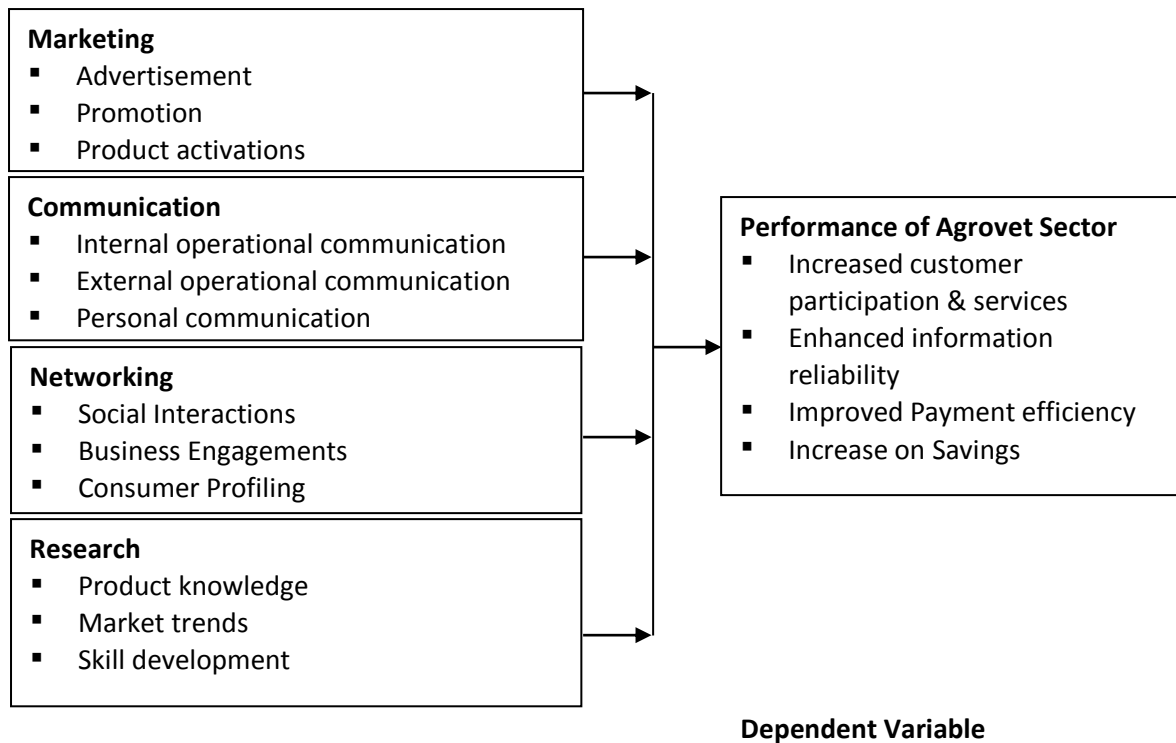 Marketing
▪ Advertisement
▪ Promotion
▪ Product activations
Communication
▪ Internal operational communication
▪ External operational communication
▪ Personal communication
Networking
▪ Social Interactions
▪ Business Engagements
▪ Consumer Profiling
Research
▪ Product knowledge
▪ Market trends
▪ Skill development
Performance of Agrovet Sector
▪ Increased customer
participation & services
▪ Enhanced information
reliability
▪ Improved Payment efficiency
▪ Increase on Savings
Dependent Variable